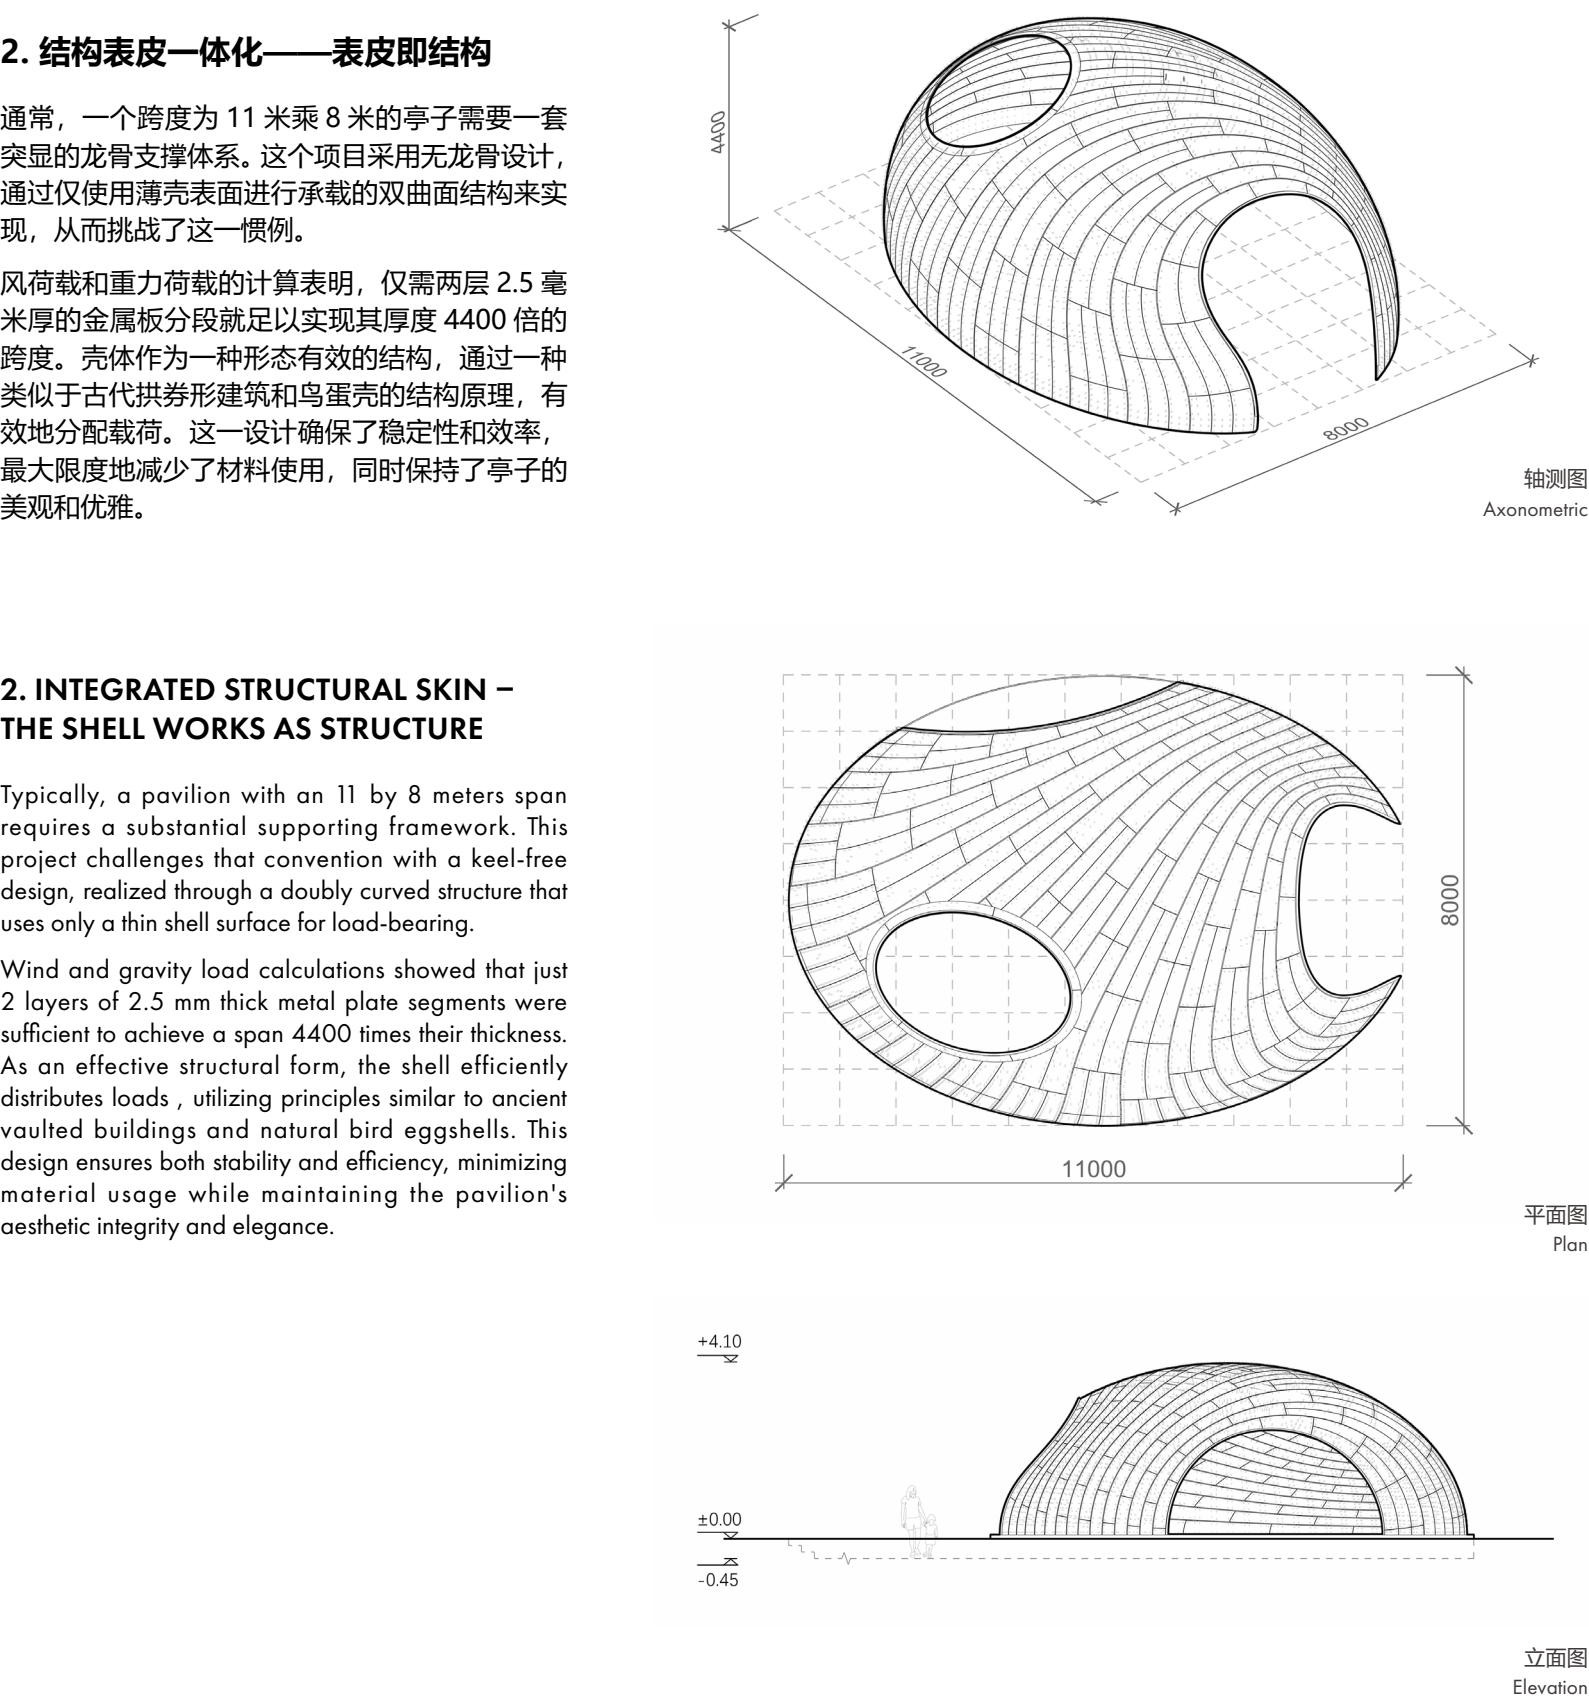 2. 结构表皮一体化——表皮即结构
通常，一个跨度为 11 米乘 8 米的亭子需要一套
突显的龙骨支撑体系。这个项目采用无龙骨设计，
通过仅使用薄壳表面进行承载的双曲面结构来实
现，从而挑战了这一惯例。
风荷载和重力荷载的计算表明，仅需两层 2.5 毫
米厚的金属板分段就足以实现其厚度 4400 倍的
跨度。壳体作为一种形态有效的结构，通过一种
类似于古代拱券形建筑和鸟蛋壳的结构原理，有
效地分配载荷。这一设计确保了稳定性和效率，
最大限度地减少了材料使用，同时保持了亭子的
美观和优雅。
4400
11000
8000
轴测图
Axonometric
2. INTEGRATED STRUCTURAL SKIN –
THE SHELL WORKS AS STRUCTURE
Typically, a pavilion with an 11 by 8 meters span
requires a substantial supporting framework. This
project challenges that convention with a keel-free
design, realized through a doubly curved structure that
uses only a thin shell surface for load-bearing.
Wind and gravity load calculations showed that just
2 layers of 2.5 mm thick metal plate segments were
sufficient to achieve a span 4400 times their thickness.
As an effective structural form, the shell efficiently
distributes loads , utilizing principles similar to ancient
vaulted buildings and natural bird eggshells. This
design ensures both stability and efficiency, minimizing
material usage while maintaining the pavilion's
aesthetic integrity and elegance.
8000
11000
平面图
Plan
+4.10
±0.00
-0.45
立面图
Elevation